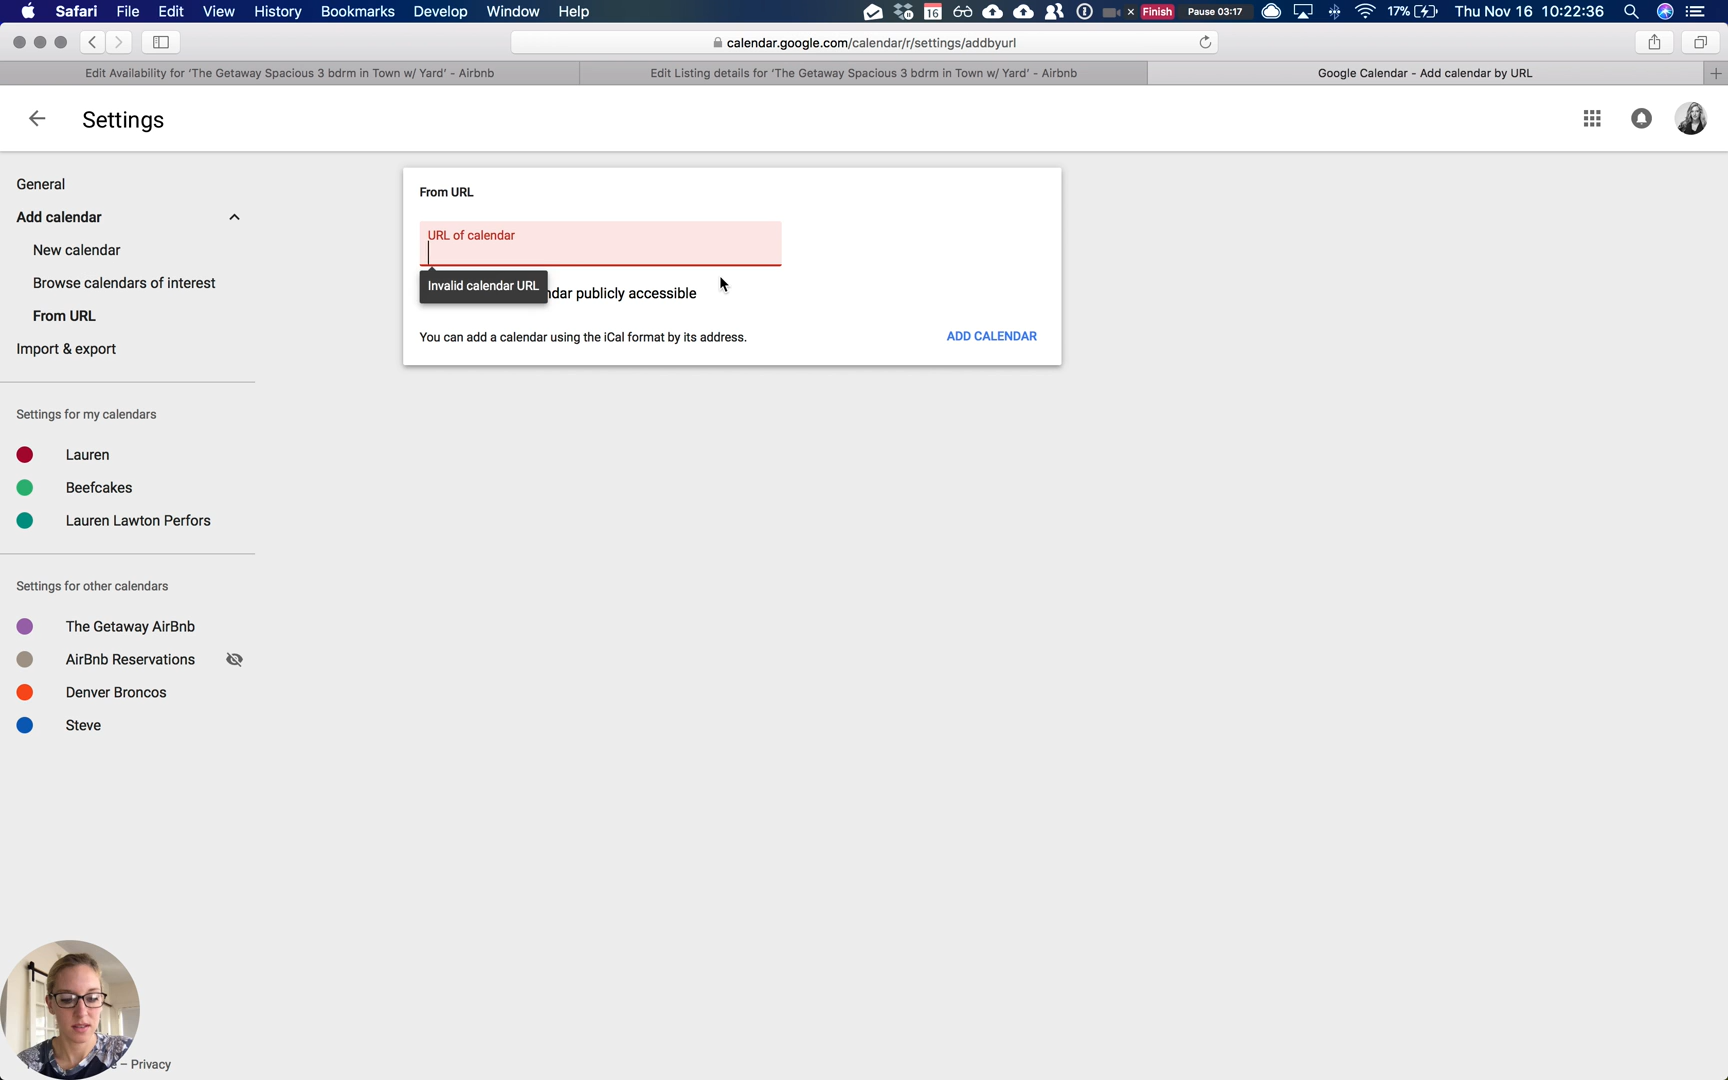 Safari File Edit View History Bookmarks Develop Window Help 16 Finish Pause 03:17 17% Thu Nov 16 10:22:36
calendar.google.com/calendar/r/settings/addbyurl
Edit Availability for 'The Getaway Spacious 3 bdrm in Town w/ Yard' - Airbnb
Edit Listing details for 'The Getaway Spacious 3 bdrm in Town w/ Yard' - Airbnb
Google Calendar - Add calendar by URL
Settings
General
Add calendar
New calendar
Browse calendars of interest
From URL
Import & export
Settings for my calendars
Lauren
Beefcakes
Lauren Lawton Perfors
Settings for other calendars
The Getaway AirBnb
AirBnb Reservations
Denver Broncos
Steve
– Privacy
From URL
URL of calendar
Invalid calendar URL
ndar publicly accessible
You can add a calendar using the iCal format by its address.
ADD CALENDAR